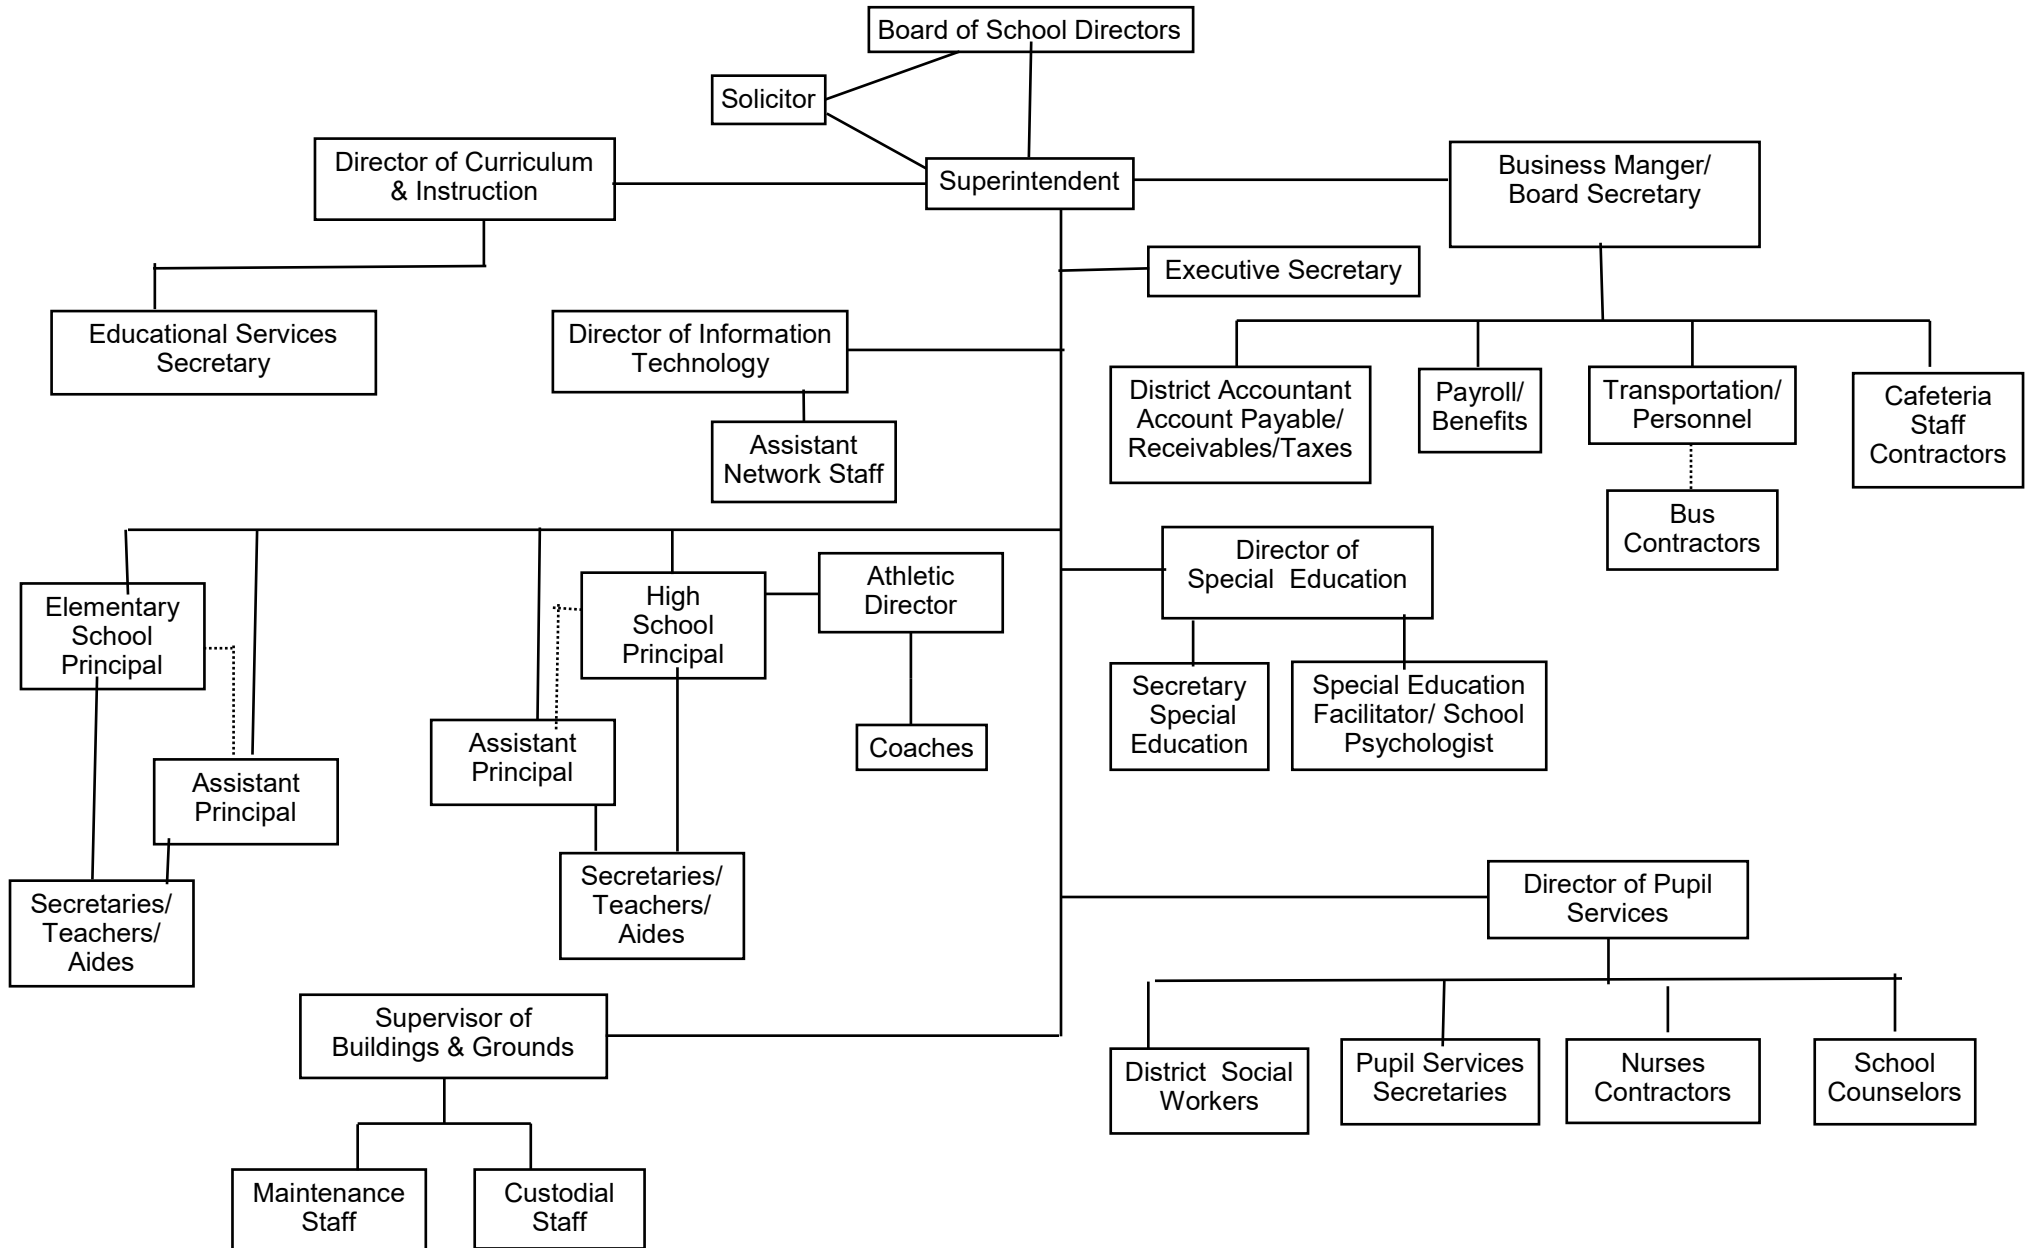 Board of School Directors
Solicitor
Director of Curriculum
& Instruction
Superintendent
Business Manger/
Board Secretary
Executive Secretary
Educational Services
Secretary
Director of Information
Technology
Assistant
Network Staff
District Accountant
Account Payable/
Receivables/Taxes
Payroll/
Benefits
Transportation/
Personnel
Cafeteria
Staff
Contractors
Bus
Contractors
Elementary
School
Principal
High
School
Principal
Athletic
Director
Director of
Special Education
Assistant
Principal
Assistant
Principal
Coaches
Secretary
Special
Education
Special Education
Facilitator/ School
Psychologist
Secretaries/
Teachers/
Aides
Secretaries/
Teachers/
Aides
Director of Pupil
Services
Supervisor of
Buildings & Grounds
District Social
Workers
Pupil Services
Secretaries
Nurses
Contractors
School
Counselors
Maintenance
Staff
Custodial
Staff